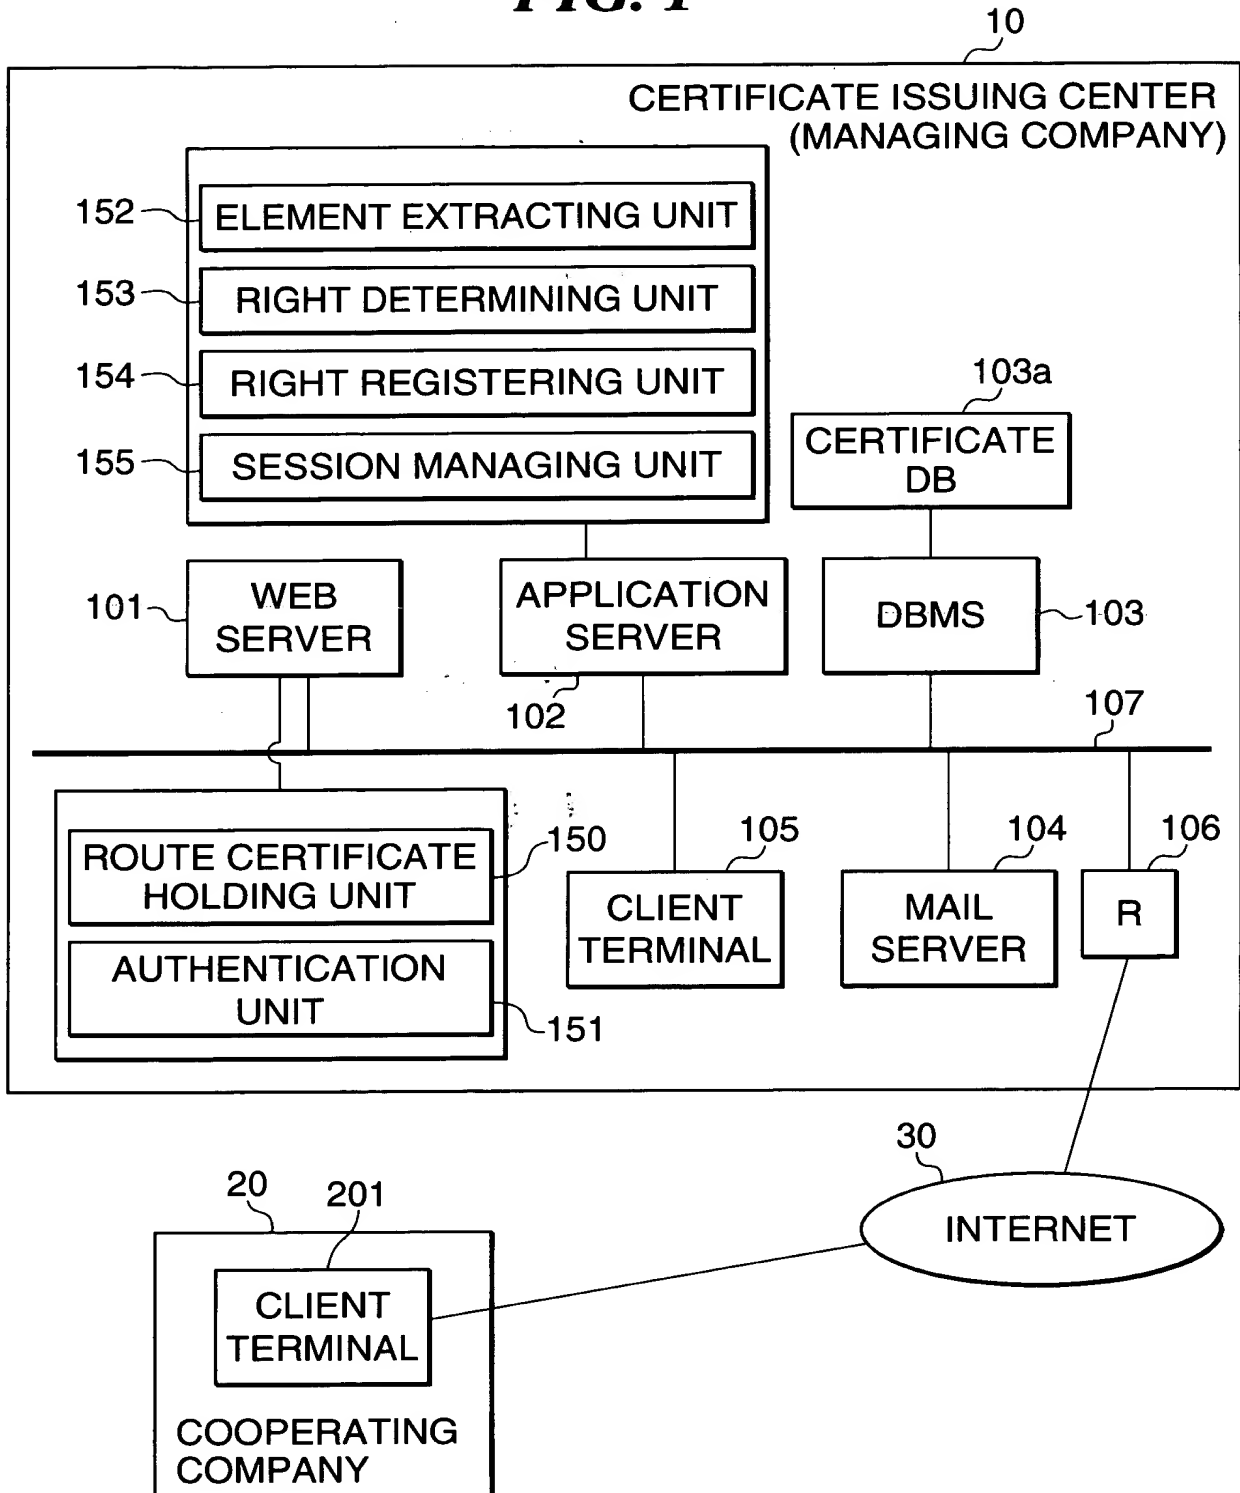 FIG. 1
10
CERTIFICATE ISSUING CENTER
(MANAGING COMPANY)
152
ELEMENT EXTRACTING UNIT
153
RIGHT DETERMINING UNIT
154
RIGHT REGISTERING UNIT
155
SESSION MANAGING UNIT
103a
CERTIFICATE
DB
101
WEB
SERVER
APPLICATION
SERVER
102
DBMS
103
107
ROUTE CERTIFICATE
HOLDING UNIT
150
AUTHENTICATION
UNIT
151
105
CLIENT
TERMINAL
104
MAIL
SERVER
106
R
30
INTERNET
20
201
CLIENT
TERMINAL
COOPERATING
COMPANY